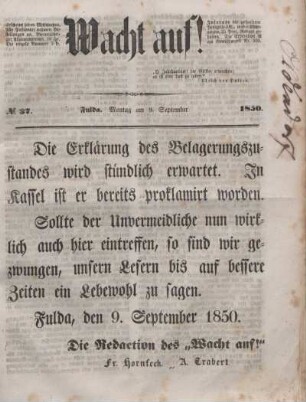 Wacht auf!
№ 37.
Fulda. Montag am 9. September
1850.
Die Erklärung des Belagerungszu-
standes wird stündlich erwartet. In
Kassel ist er bereits proklamirt worden.
Sollte der Unvermeidliche nun wirk-
lich auch hier eintreffen, so sind wir ge-
zwungen, unsern Lesern bis auf bessere
Zeiten ein Lebewohl zu sagen.
Fulda, den 9. September 1850.
Die Redaction des „Wacht auf!"
Fr. Hornfeck. A. Trabert